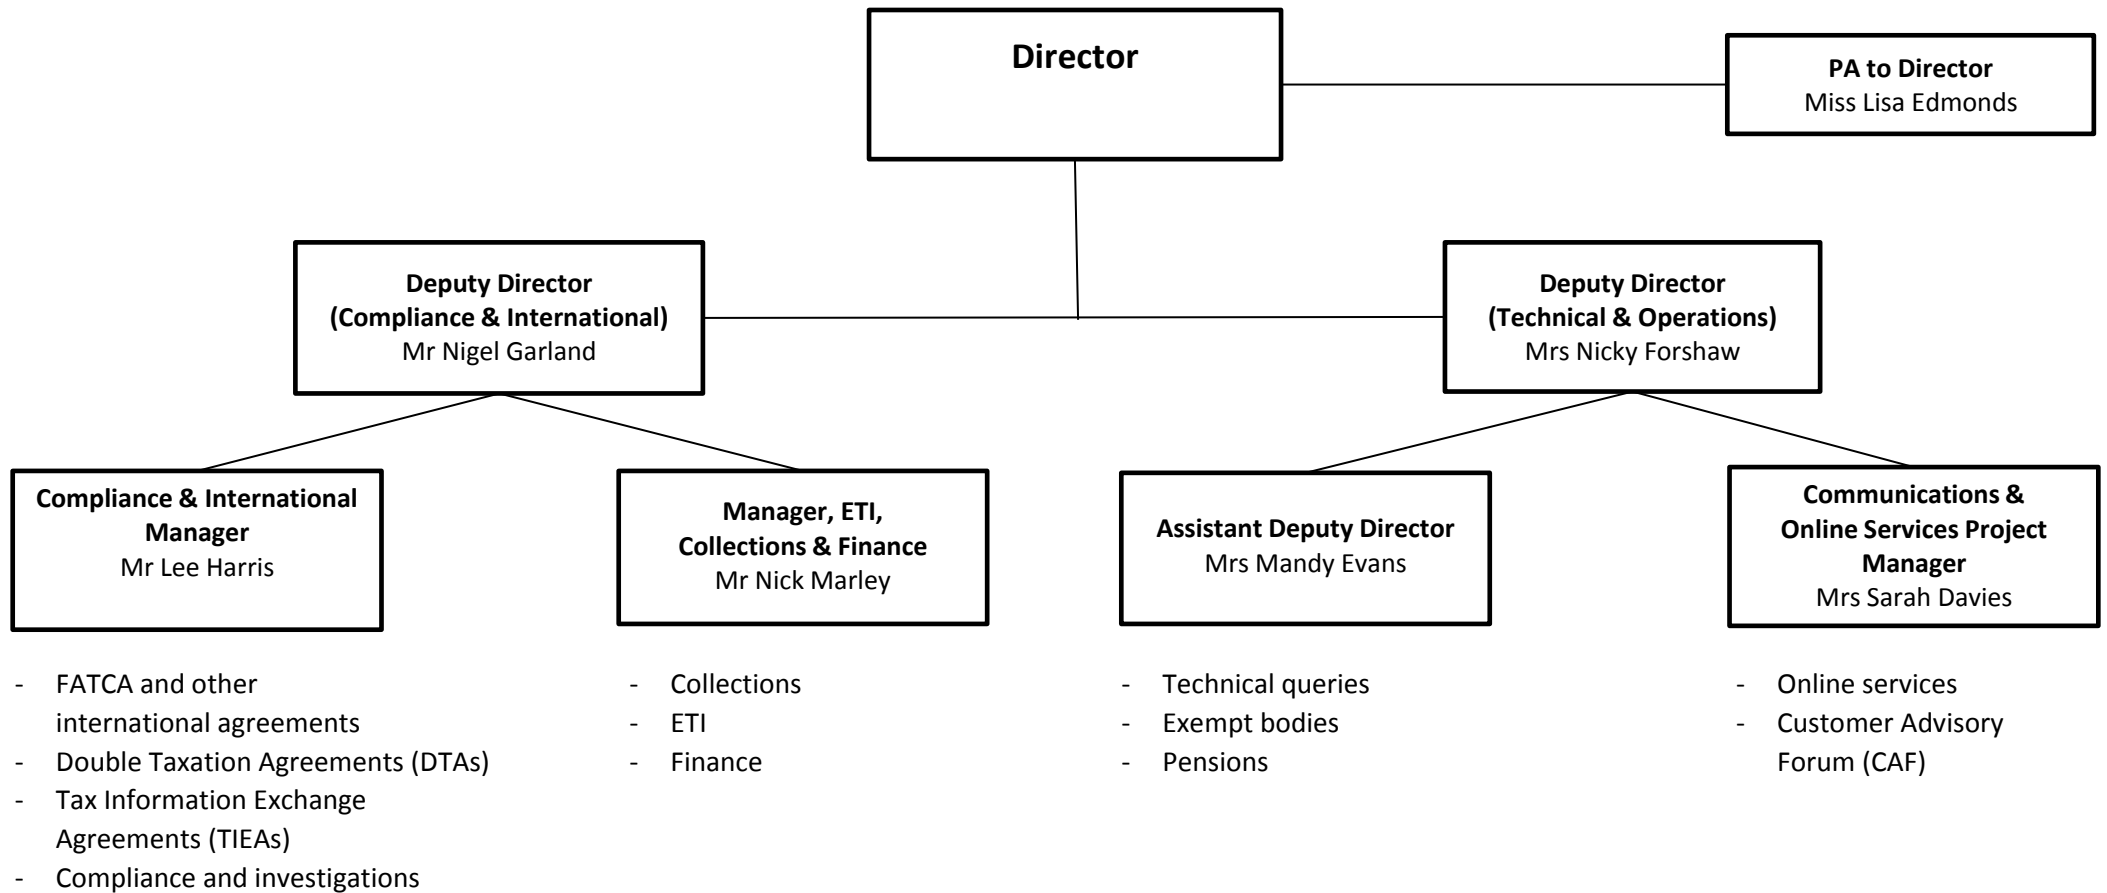 Director
PA to Director
Miss Lisa Edmonds
Deputy Director
(Compliance & International)
Mr Nigel Garland
Deputy Director
(Technical & Operations)
Mrs Nicky Forshaw
Compliance & International
Manager
Mr Lee Harris
Manager, ETI,
Collections & Finance
Mr Nick Marley
Assistant Deputy Director
Mrs Mandy Evans
Communications &
Online Services Project
Manager
Mrs Sarah Davies
- FATCA and other
international agreements
- Double Taxation Agreements (DTAs)
- Tax Information Exchange
Agreements (TIEAs)
- Compliance and investigations
- Collections
- ETI
- Finance
- Technical queries
- Exempt bodies
- Pensions
- Online services
- Customer Advisory
Forum (CAF)